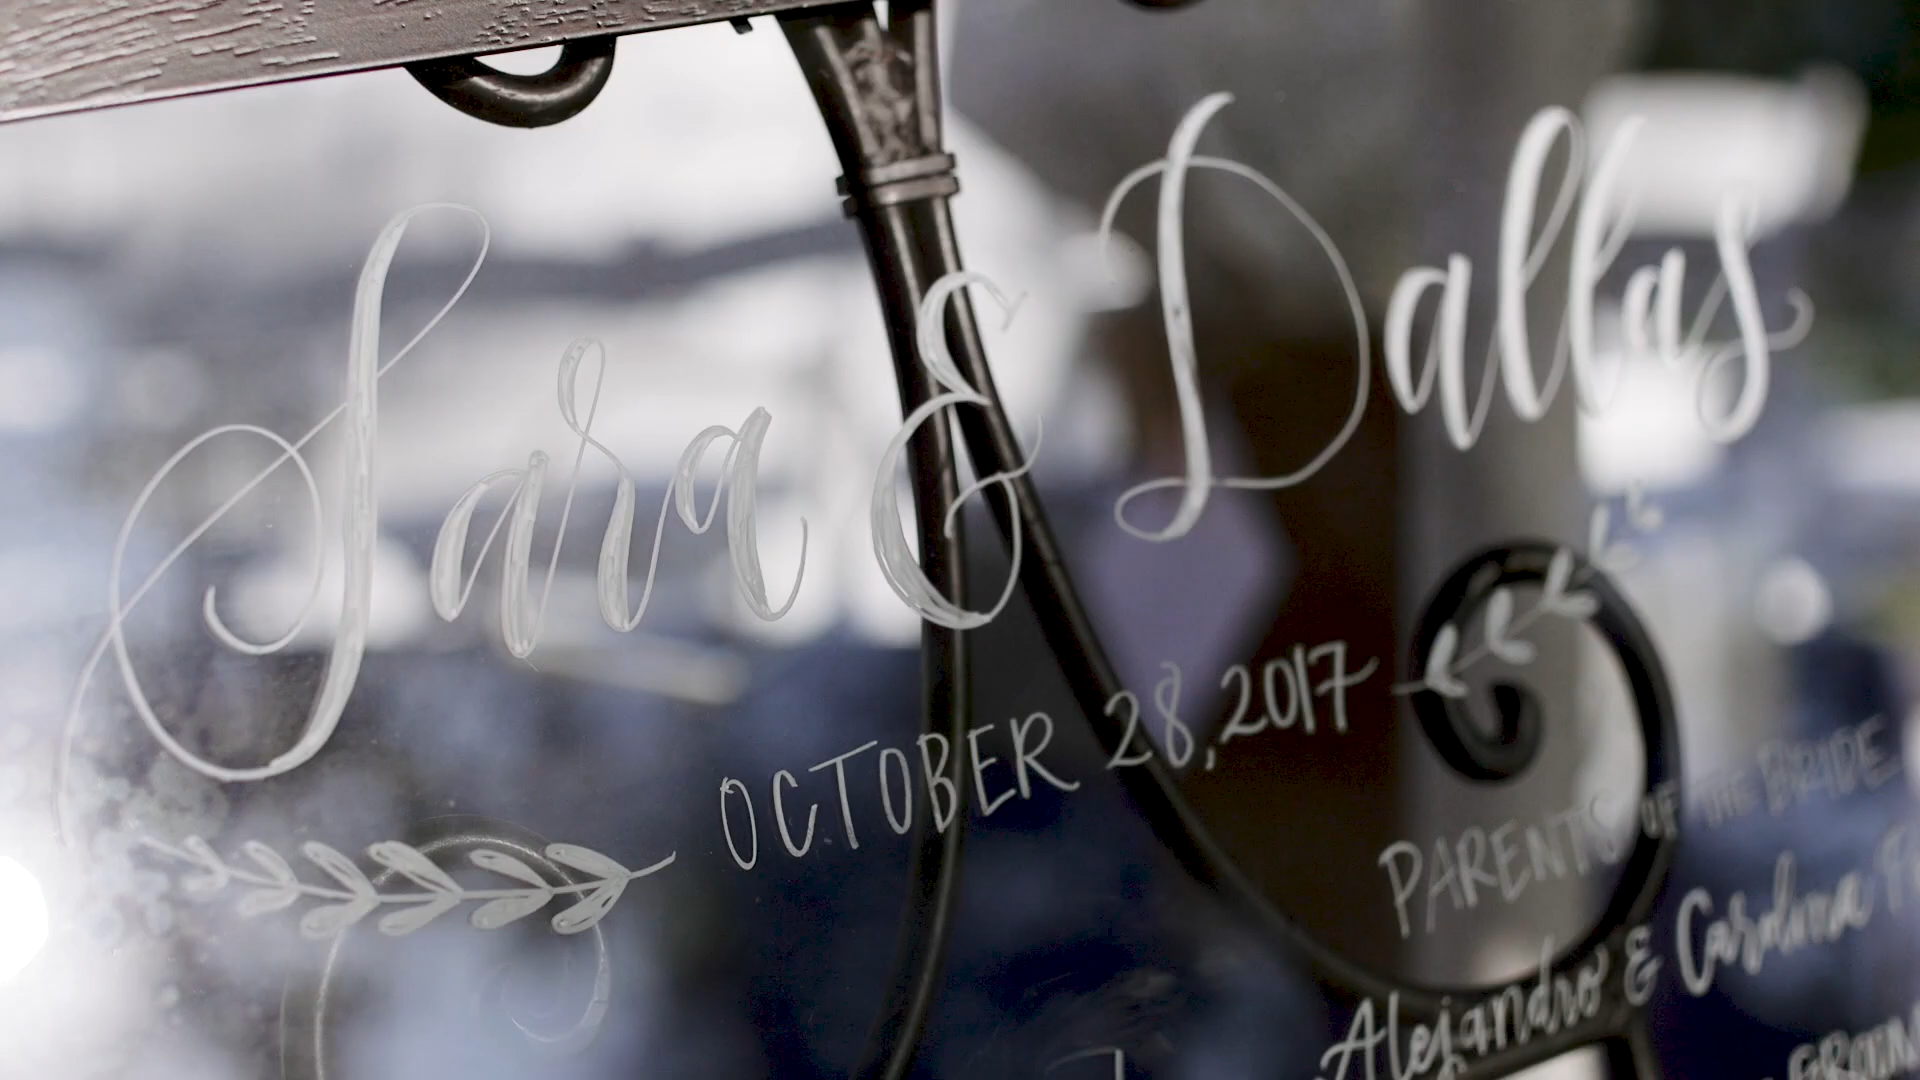 Sara & Dallas
OCTOBER 28, 2017
PARENTS OF THE BRIDE
Alejandro & Carolina